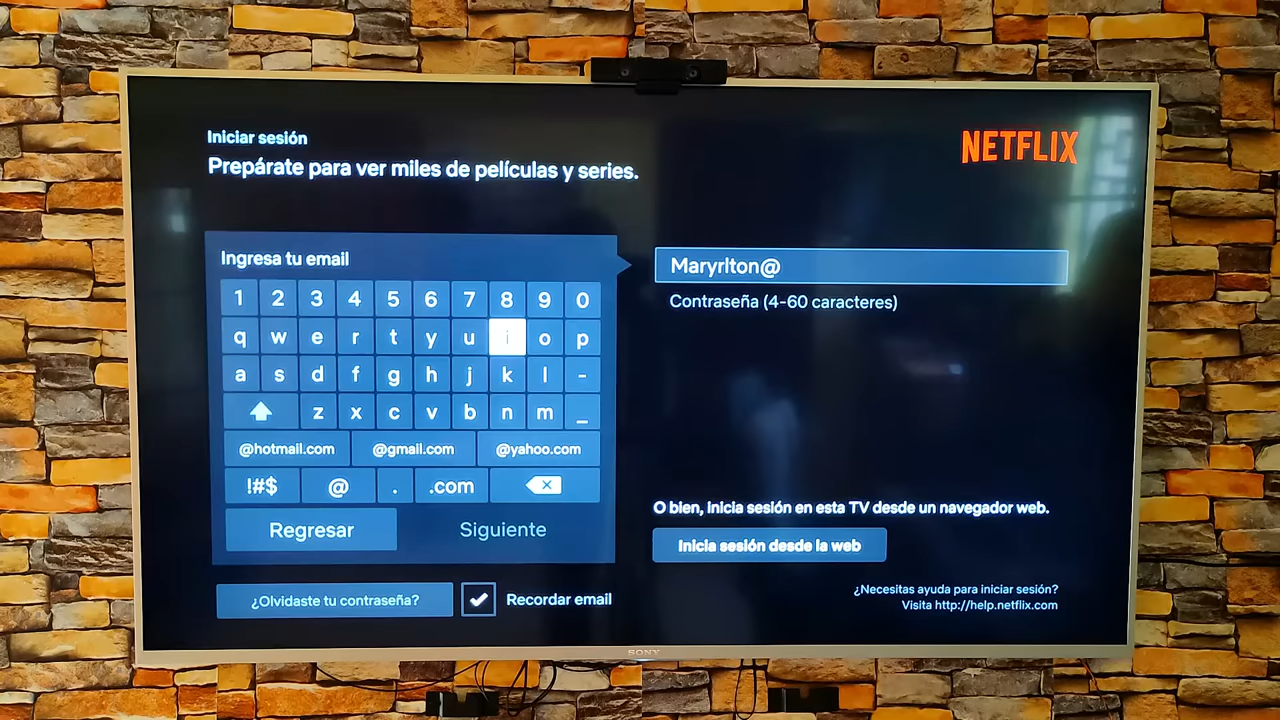 Iniciar sesión
NETFLIX
Prepárate para ver miles de películas y series.
Ingresa tu email
Maryrlton@
Contraseña (4-60 caracteres)
1 2 3 4 5 6 7 8 9 0
q w e r t y u i o p
a s d f g h j k l -
z x c v b n m _
@hotmail.com @gmail.com @yahoo.com
!#$ @ . .com
Regresar Siguiente
O bien, inicia sesión en esta TV desde un navegador web.
Inicia sesión desde la web
¿Olvidaste tu contraseña? Recordar email
¿Necesitas ayuda para iniciar sesión?
Visita http://help.netflix.com
SONY